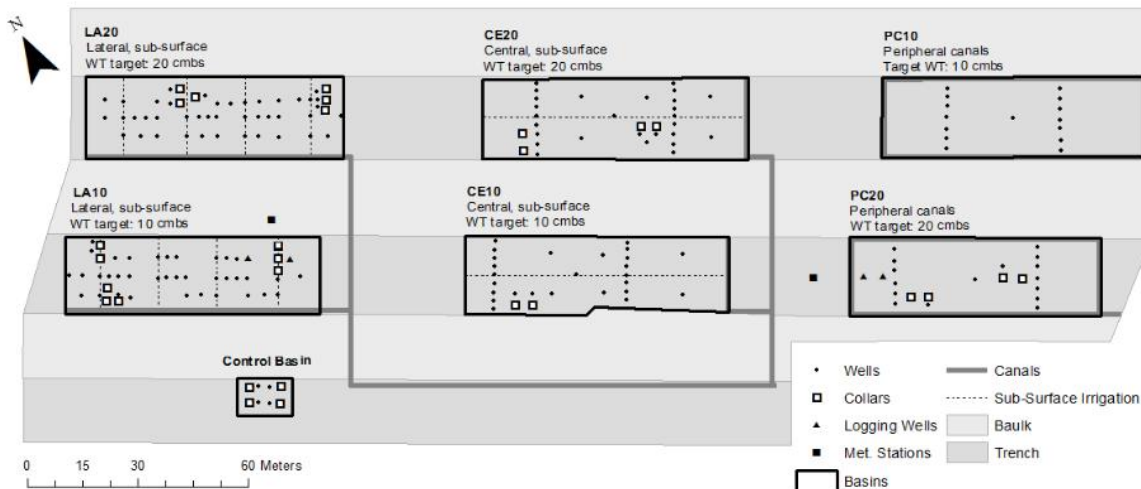 N
LA20
Lateral, sub-surface
WT target: 20 cmbs
CE20
Central, sub-surface
WT target: 20 cmbs
PC10
Peripheral canals
Target WT: 10 cmbs
LA10
Lateral, sub-surface
WT target: 10 cmbs
CE10
Central, sub-surface
WT target: 10 cmbs
PC20
Peripheral canals
WT target: 20 cmbs
Control Basin
Wells
Collars
Logging Wells
Met. Stations
Basins
Canals
Sub-Surface Irrigation
Baulk
Trench
0 15 30 60 Meters